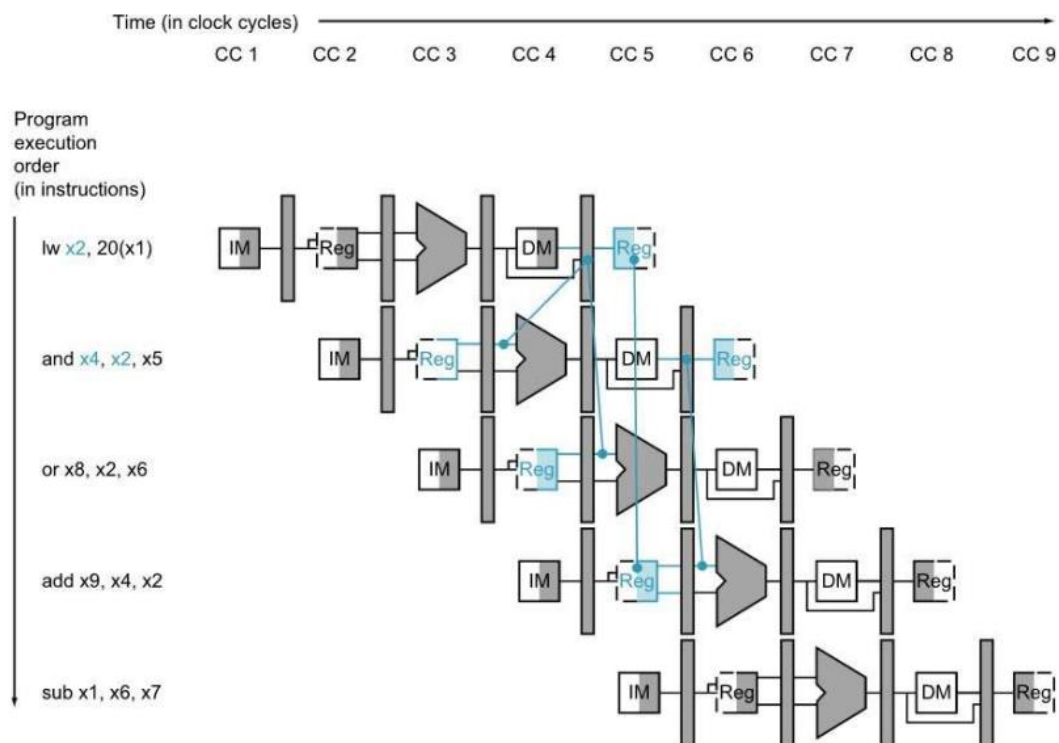 Time (in clock cycles)
CC 1 CC 2 CC 3 CC 4 CC 5 CC 6 CC 7 CC 8 CC 9
Program
execution
order
(in instructions)
lw x2, 20(x1) IM Reg DM Reg
and x4, x2, x5 IM Reg DM Reg
or x8, x2, x6 IM Reg DM Reg
add x9, x4, x2 IM Reg DM Reg
sub x1, x6, x7 IM Reg DM Reg